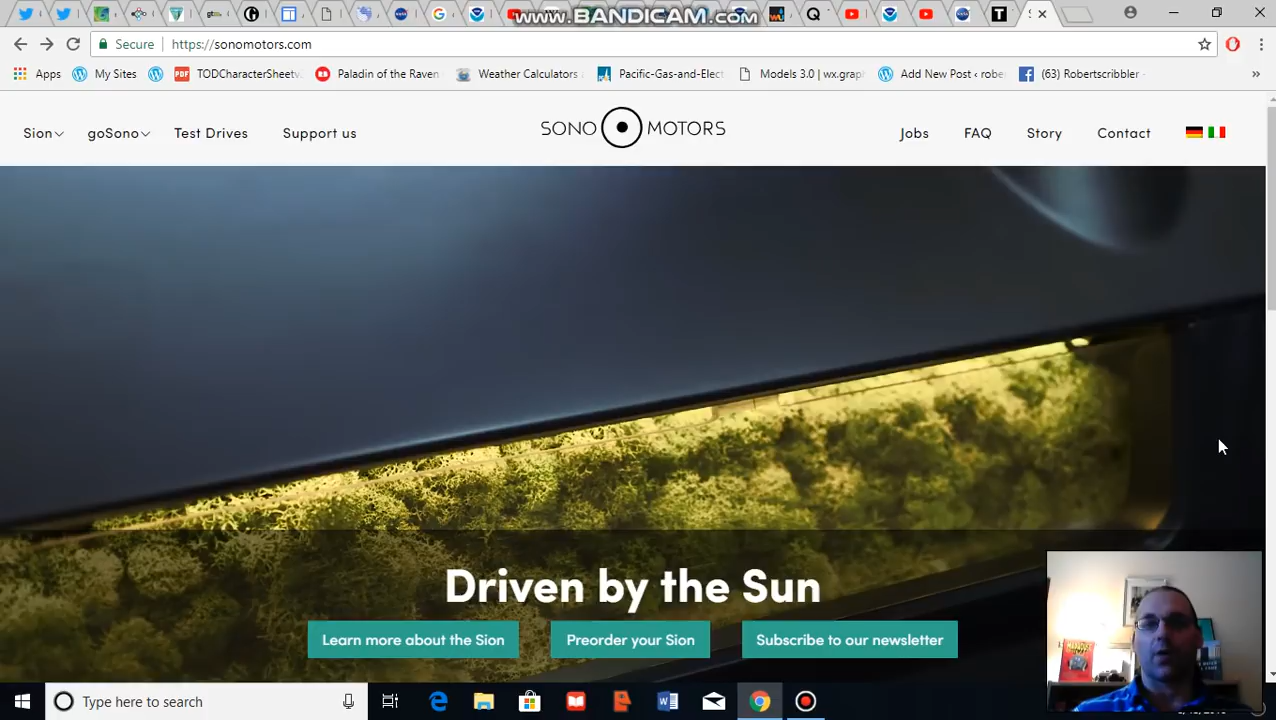 www.BANDICAM.com
Secure https://sonomotors.com
Apps My Sites TODCharacterSheetv Paladin of the Raven Weather Calculators Pacific-Gas-and-Elect Models 3.0 | wx.grap Add New Post ‹ robe (63) Robertscribbler »
Sion goSono Test Drives Support us SONO MOTORS Jobs FAQ Story Contact
Driven by the Sun
Learn more about the Sion Preorder your Sion Subscribe to our newsletter
Type here to search